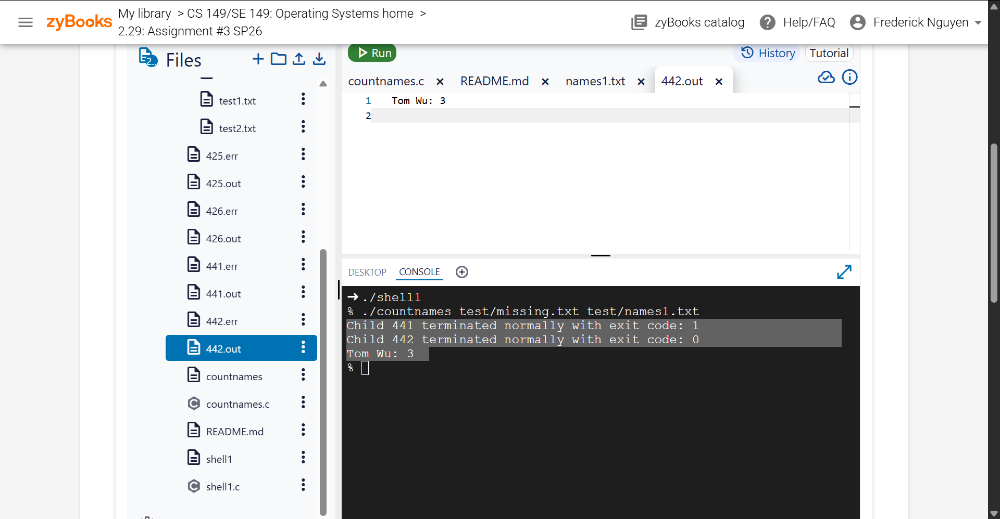 zyBooks
My library > CS 149/SE 149: Operating Systems home >
2.29: Assignment #3 SP26
zyBooks catalog
Help/FAQ
Frederick Nguyen
Files
test1.txt
test2.txt
425.err
425.out
426.err
426.out
441.err
441.out
442.err
442.out
countnames
countnames.c
README.md
shell1
shell1.c
Run
History
Tutorial
countnames.c README.md names1.txt 442.out
1 Tom Wu: 3
2
DESKTOP CONSOLE
➜ ./shell1
% ./countnames test/missing.txt test/names1.txt
Child 441 terminated normally with exit code: 1
Child 442 terminated normally with exit code: 0
Tom Wu: 3
%